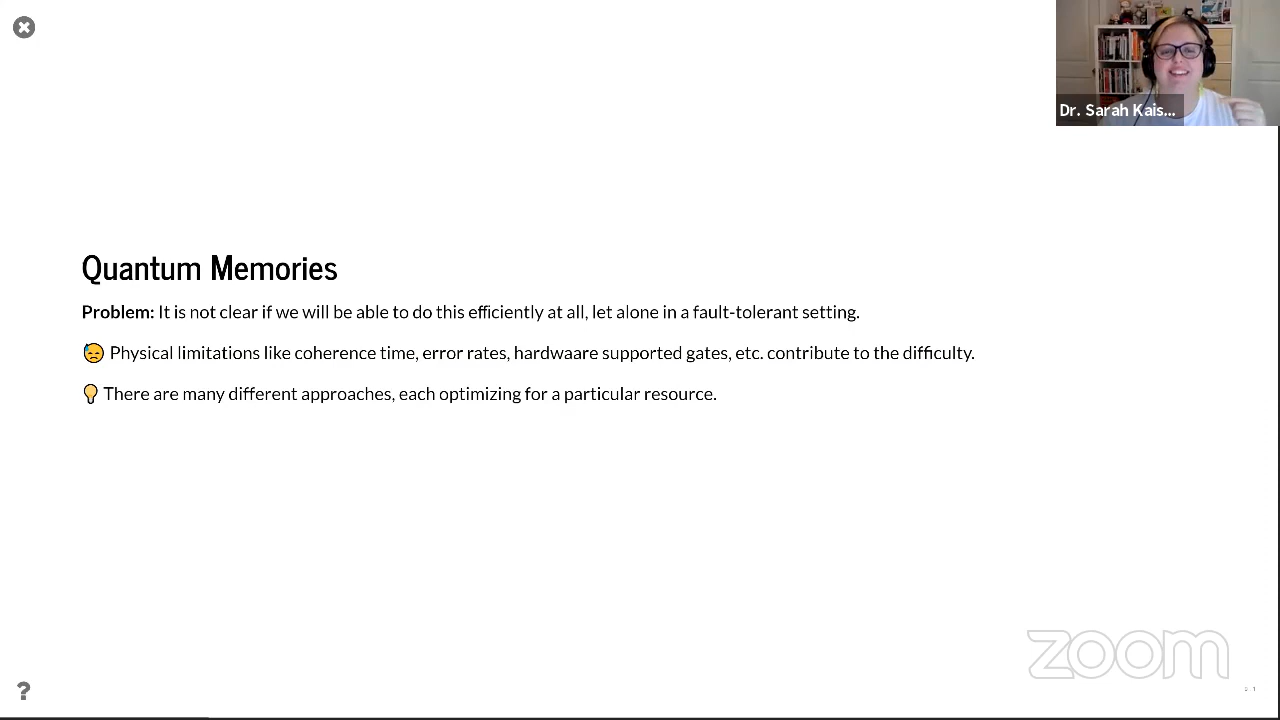 Dr. Sarah Kais...
Quantum Memories
Problem: It is not clear if we will be able to do this efficiently at all, let alone in a fault-tolerant setting.
😓 Physical limitations like coherence time, error rates, hardwaare supported gates, etc. contribute to the difficulty.
💡 There are many different approaches, each optimizing for a particular resource.
zoom
?